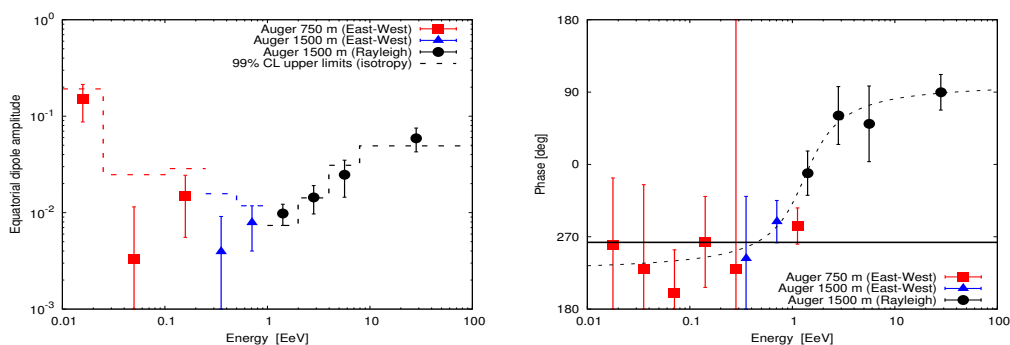 Auger 750 m (East-West)
Auger 1500 m (East-West)
Auger 1500 m (Rayleigh)
99% CL upper limits (isotropy)
10^0
10^-1
10^-2
10^-3
Equatorial dipole amplitude
0.01 0.1 1 10 100
Energy [EeV]
180
90
0
270
180
Phase [deg]
Auger 750 m (East-West)
Auger 1500 m (East-West)
Auger 1500 m (Rayleigh)
0.01 0.1 1 10 100
Energy [EeV]